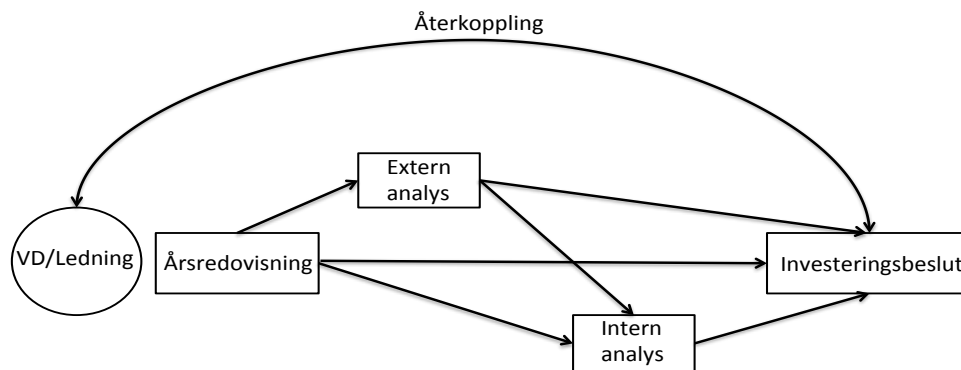 Återkoppling
Extern
analys
VD/Ledning
Årsredovisning
Investeringsbeslut
Intern
analys